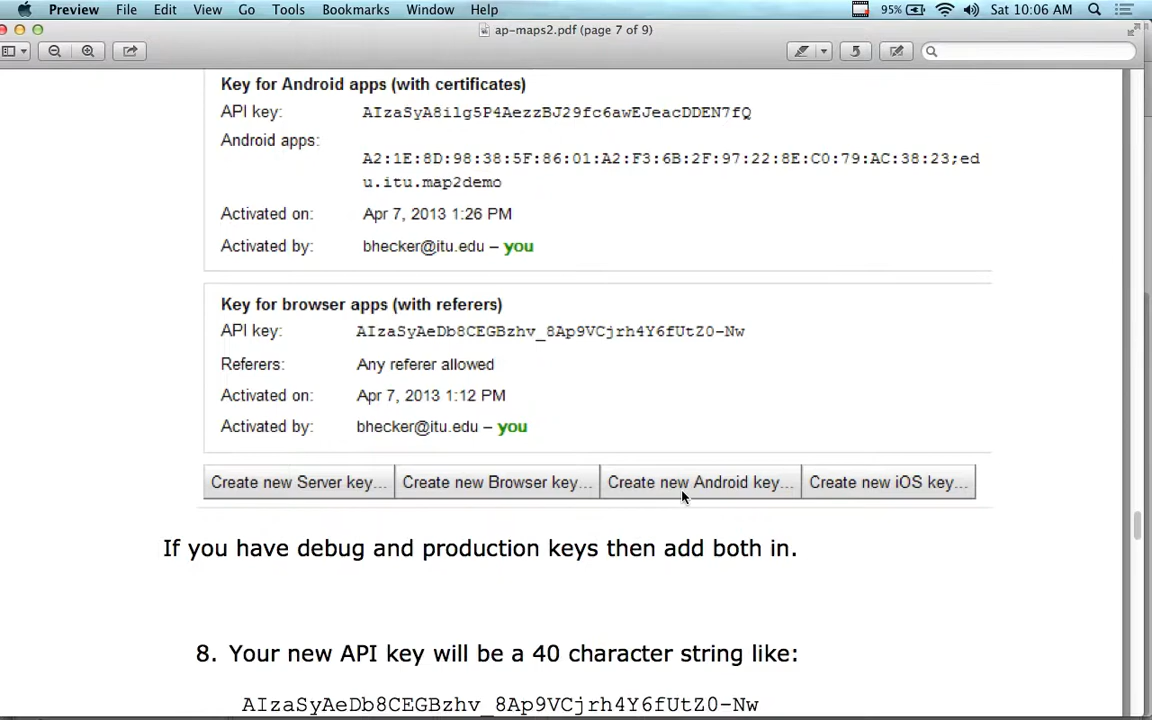 Preview File Edit View Go Tools Bookmarks Window Help 95% Sat 10:06 AM
ap-maps2.pdf (page 7 of 9)
Key for Android apps (with certificates)
API key: AIzaSyA8ilg5P4AezzBJ29fc6awEJeacDDEN7fQ
Android apps:
A2:1E:8D:98:38:5F:86:01:A2:F3:6B:2F:97:22:8E:C0:79:AC:38:23;ed
u.itu.map2demo
Activated on: Apr 7, 2013 1:26 PM
Activated by: bhecker@itu.edu – you
Key for browser apps (with referers)
API key: AIzaSyAeDb8CEGBzhv_8Ap9VCjrh4Y6fUtZ0-Nw
Referers: Any referer allowed
Activated on: Apr 7, 2013 1:12 PM
Activated by: bhecker@itu.edu – you
Create new Server key... Create new Browser key... Create new Android key... Create new iOS key...
If you have debug and production keys then add both in.
8. Your new API key will be a 40 character string like:
AIzaSyAeDb8CEGBzhv_8Ap9VCjrh4Y6fUtZ0-Nw